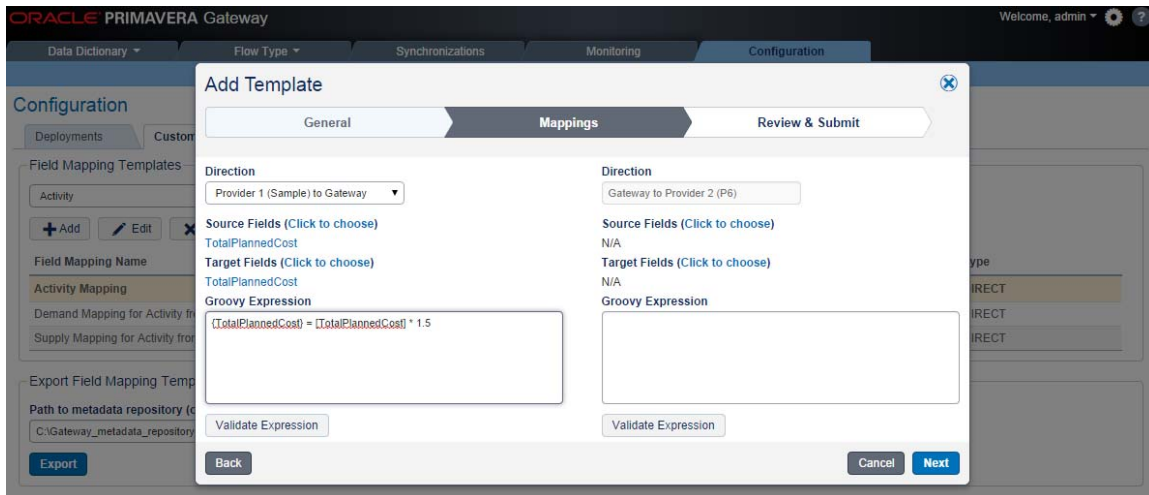 ORACLE PRIMAVERA Gateway
Welcome, admin
?
Data Dictionary
Flow Type
Synchronizations
Monitoring
Configuration
Add Template
Configuration
General
Mappings
Review & Submit
Deployments
Custom
Field Mapping Templates
Direction
Direction
Activity
Provider 1 (Sample) to Gateway
Gateway to Provider 2 (P6)
Add
Edit
Source Fields (Click to choose)
Source Fields (Click to choose)
TotalPlannedCost
N/A
Field Mapping Name
Target Fields (Click to choose)
Target Fields (Click to choose)
ype
TotalPlannedCost
N/A
Activity Mapping
IRECT
Groovy Expression
Groovy Expression
Demand Mapping for Activity fr
{TotalPlannedCost} = [TotalPlannedCost] * 1.5
IRECT
Supply Mapping for Activity fror
IRECT
Export Field Mapping Temp
Path to metadata repository (c
C:\Gateway_metadata_repository
Validate Expression
Validate Expression
Export
Back
Cancel
Next